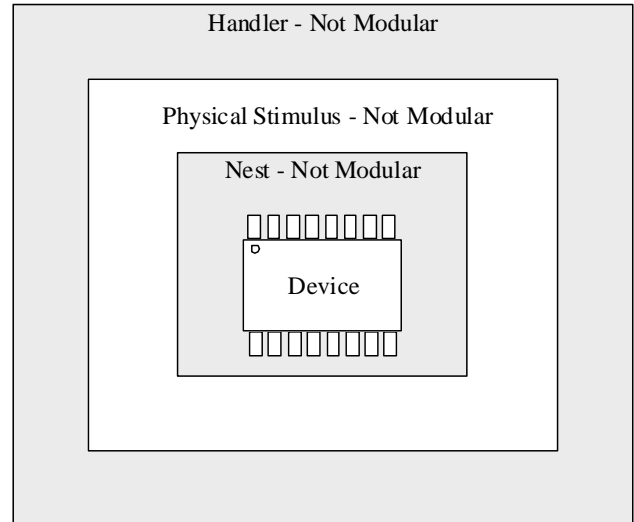 Handler - Not Modular
Physical Stimulus - Not Modular
Nest - Not Modular
Device